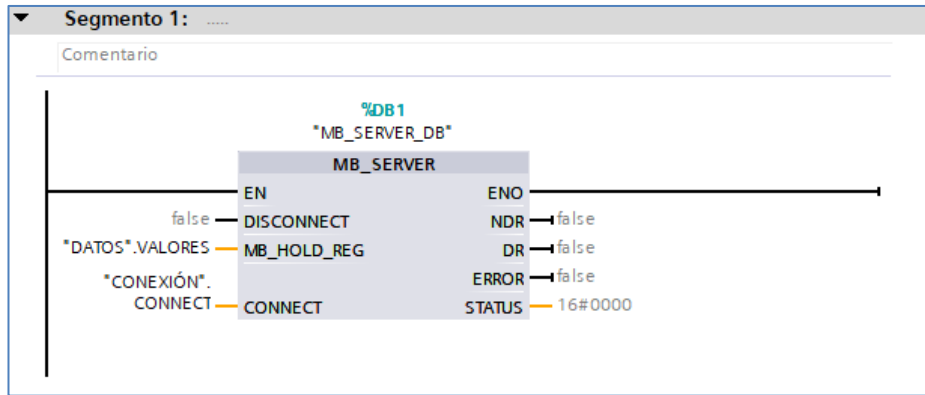 Segmento 1: .....
Comentario
%DB1
"MB_SERVER_DB"
MB_SERVER
EN ENO
false DISCONNECT NDR false
"DATOS".VALORES MB_HOLD_REG DR false
"CONEXIÓN". ERROR false
CONNECT CONNECT STATUS 16#0000